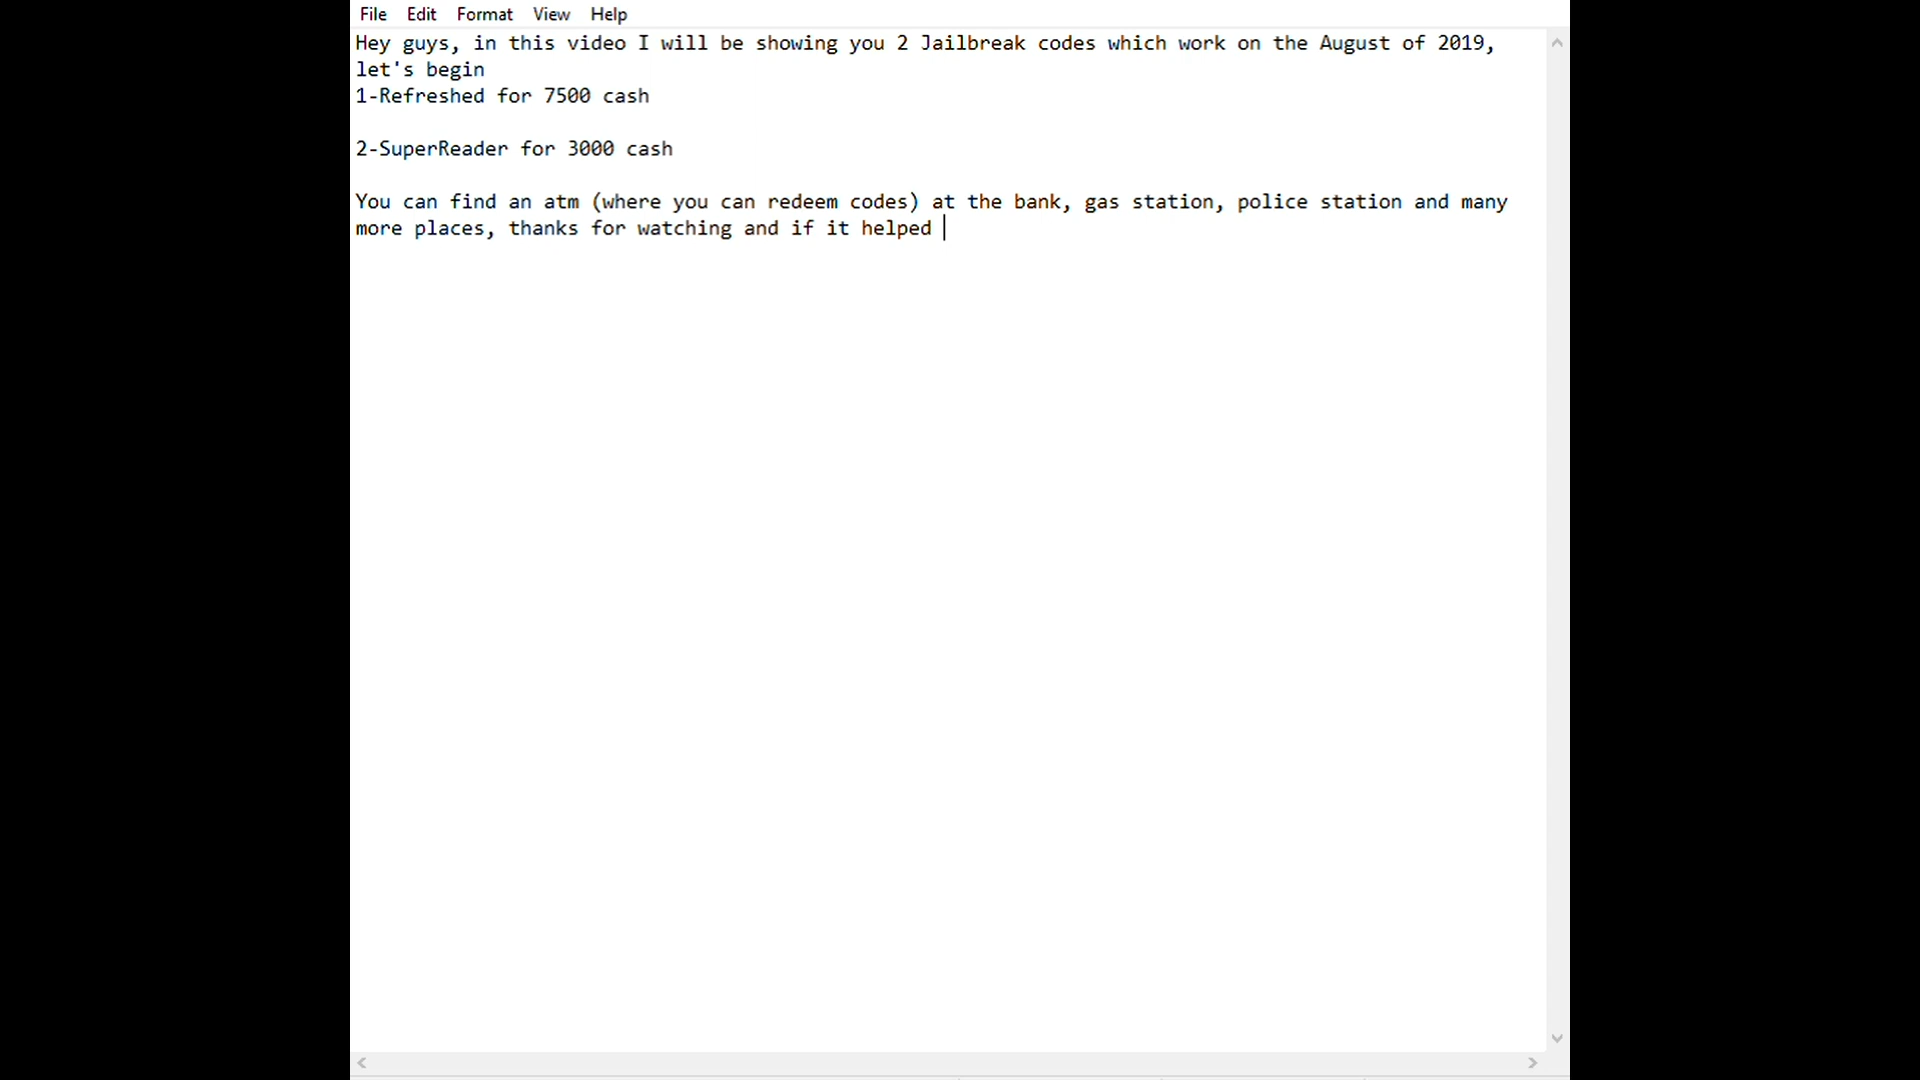 File Edit Format View Help
Hey guys, in this video I will be showing you 2 Jailbreak codes which work on the August of 2019,
let's begin
1-Refreshed for 7500 cash
2-SuperReader for 3000 cash
You can find an atm (where you can redeem codes) at the bank, gas station, police station and many
more places, thanks for watching and if it helped